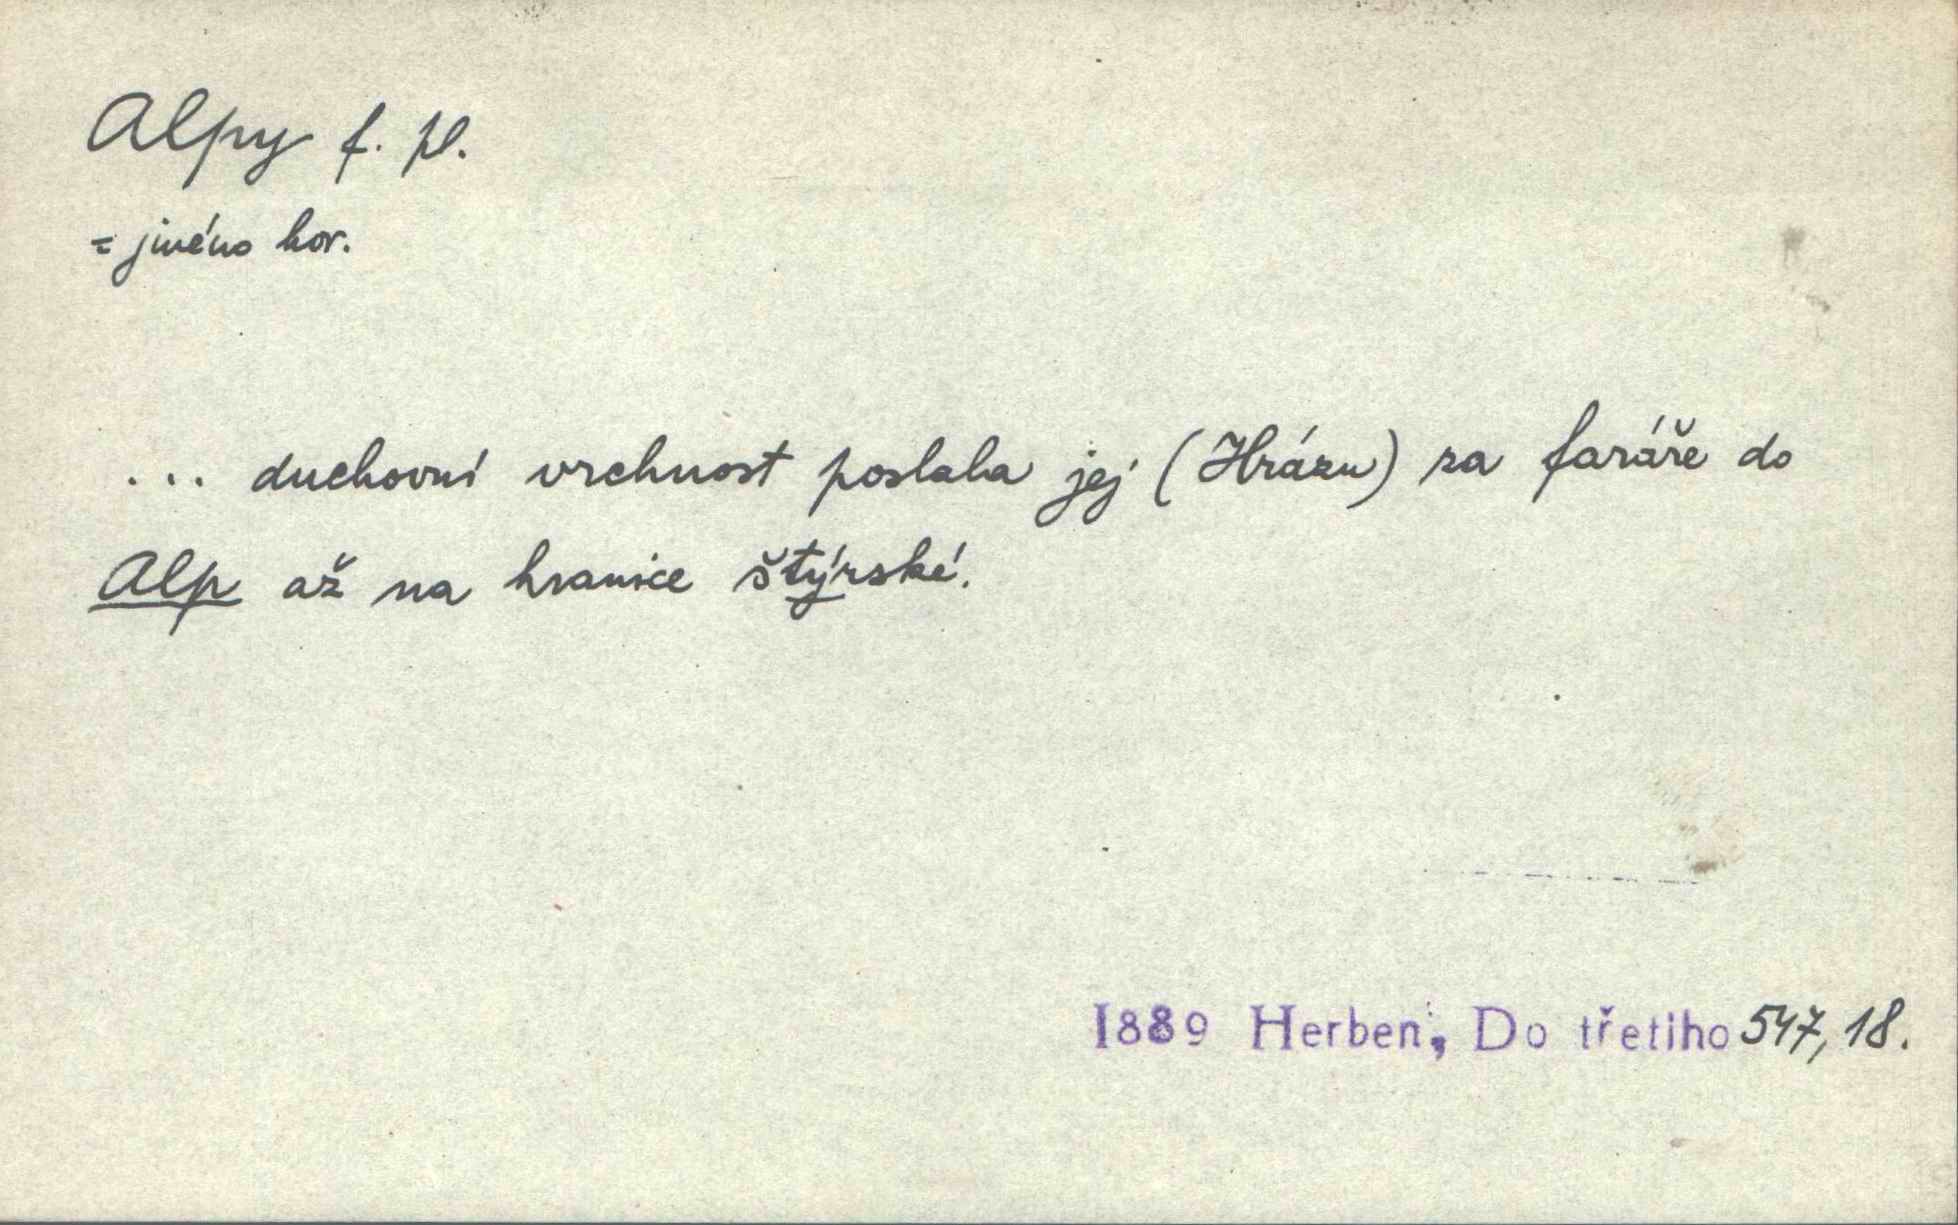 Alpy f. pl.
= jméno hor.
... duchovní vrchnost poslala jej (Hrázu) za faráře do
Alp až na hranice štýrské.
1889 Herben, Do třetiho 547, 18.